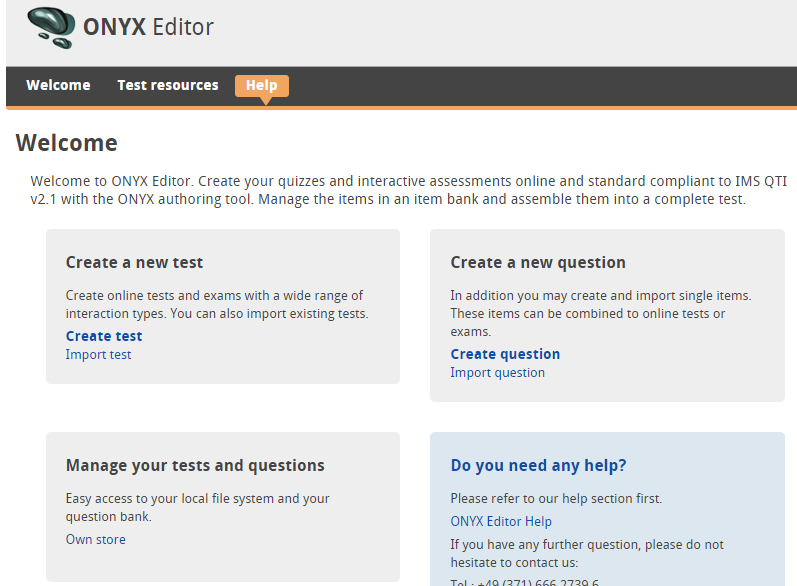 ONYX Editor
Welcome Test resources Help
Welcome
Welcome to ONYX Editor. Create your quizzes and interactive assessments online and standard compliant to IMS QTI
v2.1 with the ONYX authoring tool. Manage the items in an item bank and assemble them into a complete test.
Create a new test
Create online tests and exams with a wide range of
interaction types. You can also import existing tests.
Create test
Import test
Create a new question
In addition you may create and import single items.
These items can be combined to online tests or
exams.
Create question
Import question
Manage your tests and questions
Easy access to your local file system and your
question bank.
Own store
Do you need any help?
Please refer to our help section first.
ONYX Editor Help
If you have any further question, please do not
hesitate to contact us:
Tel.: +49 (371) 666 2739 6